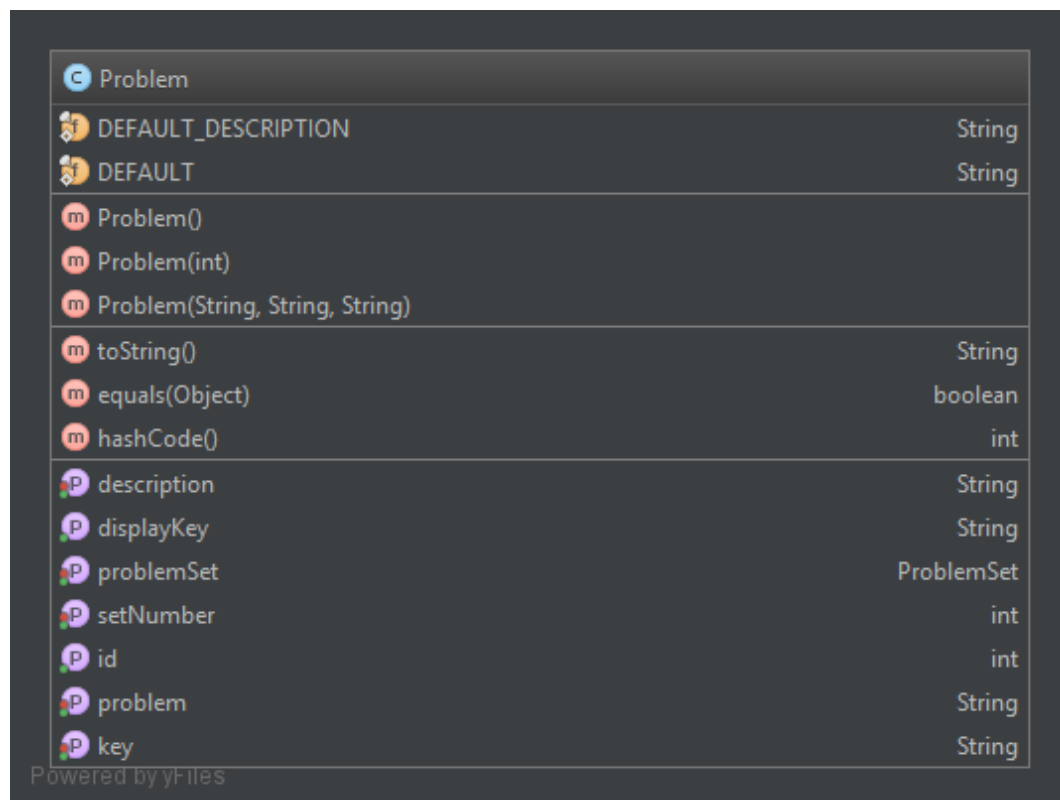 Problem
DEFAULT_DESCRIPTION String
DEFAULT String
Problem()
Problem(int)
Problem(String, String, String)
toString() String
equals(Object) boolean
hashCode() int
description String
displayKey String
problemSet ProblemSet
setNumber int
id int
problem String
key String
Powered by yFiles